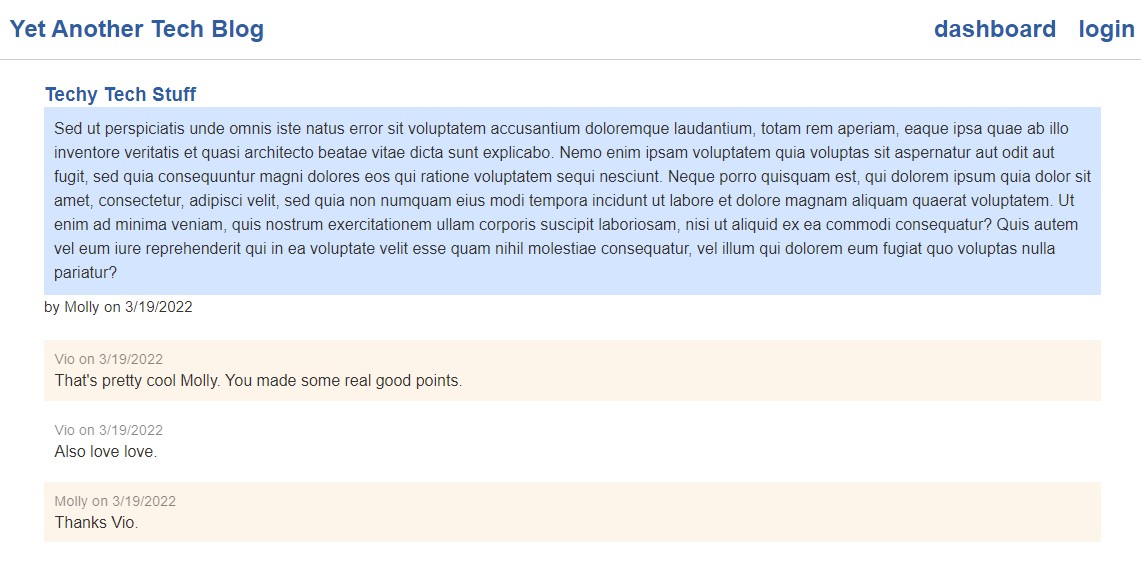 Yet Another Tech Blog
dashboard login
Techy Tech Stuff
Sed ut perspiciatis unde omnis iste natus error sit voluptatem accusantium doloremque laudantium, totam rem aperiam, eaque ipsa quae ab illo
inventore veritatis et quasi architecto beatae vitae dicta sunt explicabo. Nemo enim ipsam voluptatem quia voluptas sit aspernatur aut odit aut
fugit, sed quia consequuntur magni dolores eos qui ratione voluptatem sequi nesciunt. Neque porro quisquam est, qui dolorem ipsum quia dolor sit
amet, consectetur, adipisci velit, sed quia non numquam eius modi tempora incidunt ut labore et dolore magnam aliquam quaerat voluptatem. Ut
enim ad minima veniam, quis nostrum exercitationem ullam corporis suscipit laboriosam, nisi ut aliquid ex ea commodi consequatur? Quis autem
vel eum iure reprehenderit qui in ea voluptate velit esse quam nihil molestiae consequatur, vel illum qui dolorem eum fugiat quo voluptas nulla
pariatur?
by Molly on 3/19/2022
Vio on 3/19/2022
That's pretty cool Molly. You made some real good points.
Vio on 3/19/2022
Also love love.
Molly on 3/19/2022
Thanks Vio.